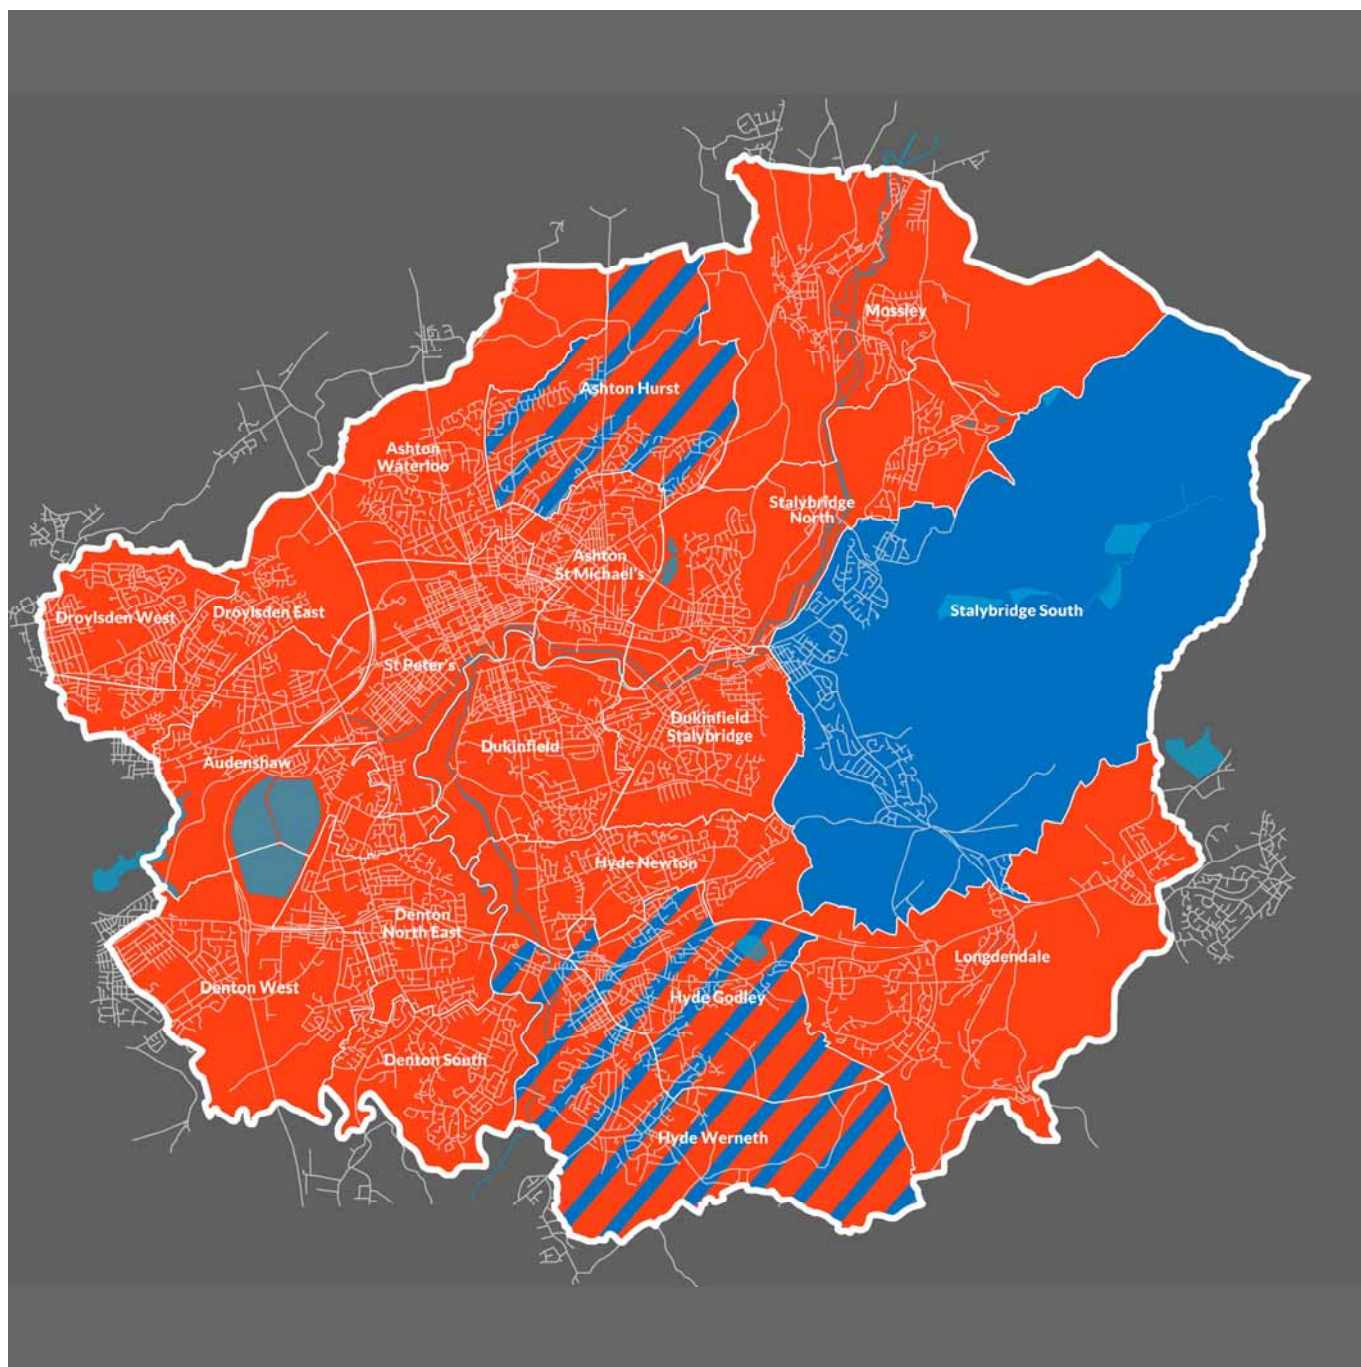 Mossley
Ashton Hurst
Ashton
Waterloo
Stalybridge
North
Ashton
St Michael's
Droylsden West
Droylsden East
Stalybridge South
St Peter's
Dukinfield
Stalybridge
Dukinfield
Audenshaw
Hyde Newton
Denton
North East
Longdendale
Denton West
Hyde Godley
Denton South
Hyde Werneth